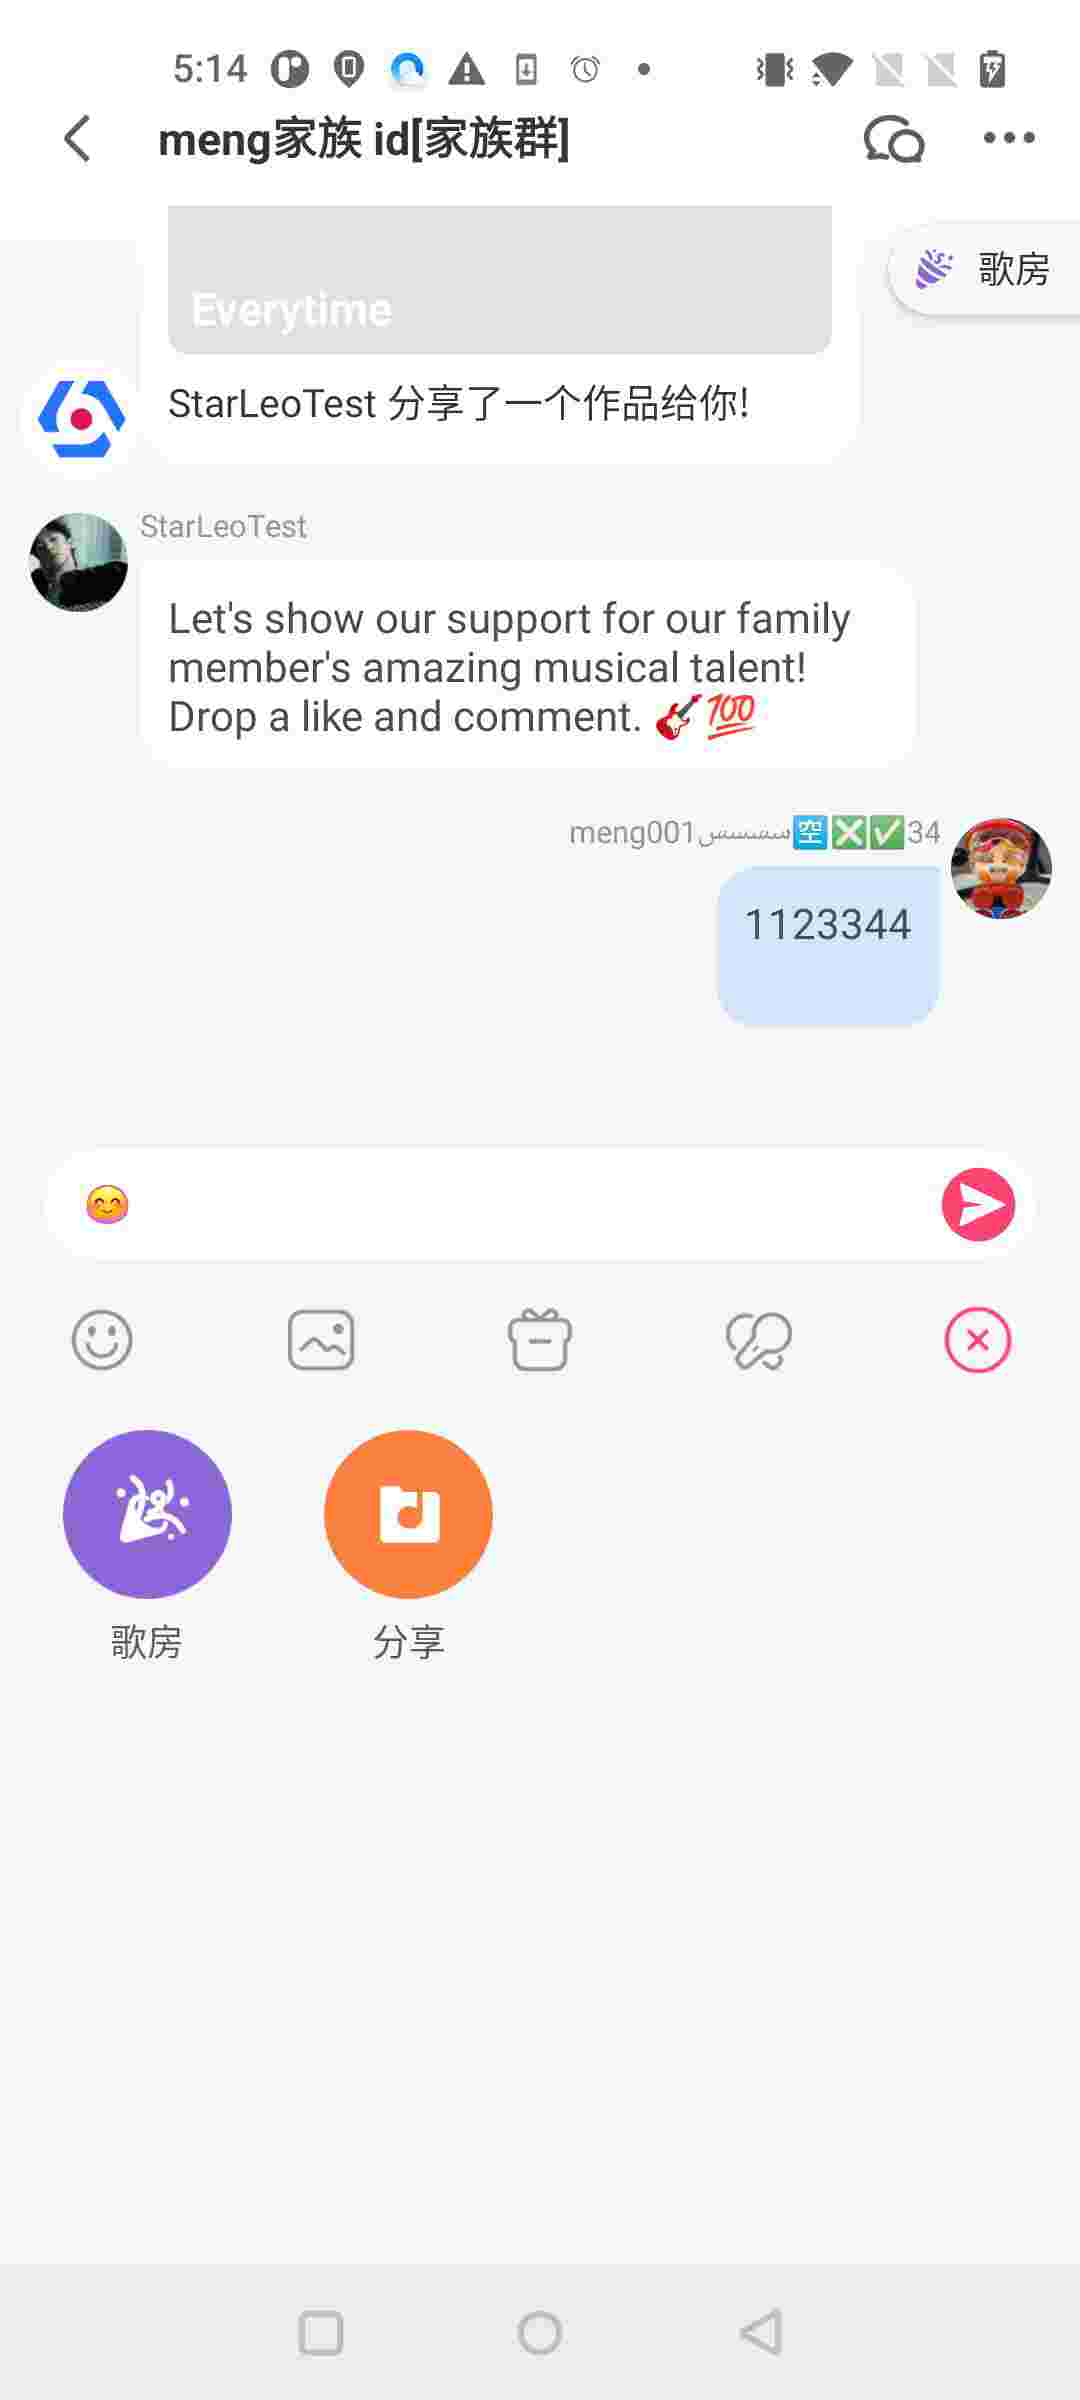 5:14
meng家族 id[家族群]
歌房
Everytime
StarLeoTest 分享了一个作品给你!
StarLeoTest
Let's show our support for our family
member's amazing musical talent!
Drop a like and comment. 🎸💯
meng001سسسس🈳❎✅34
1123344
😊
歌房
分享